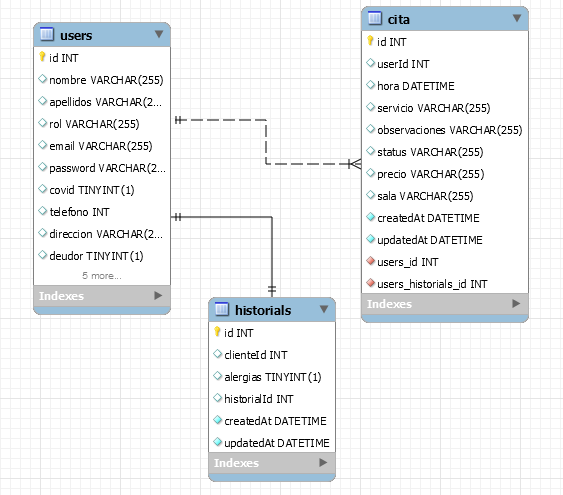 users
id INT
nombre VARCHAR(255)
apellidos VARCHAR(2...
rol VARCHAR(255)
email VARCHAR(255)
password VARCHAR(2...
covid TINYINT(1)
telefono INT
direccion VARCHAR(2...
deudor TINYINT(1)
5 more...
Indexes
cita
id INT
userId INT
hora DATETIME
servicio VARCHAR(255)
observaciones VARCHAR(255)
status VARCHAR(255)
precio VARCHAR(255)
sala VARCHAR(255)
createdAt DATETIME
updatedAt DATETIME
users_id INT
users_historials_id INT
Indexes
historials
id INT
clienteId INT
alergias TINYINT(1)
historialId INT
createdAt DATETIME
updatedAt DATETIME
Indexes